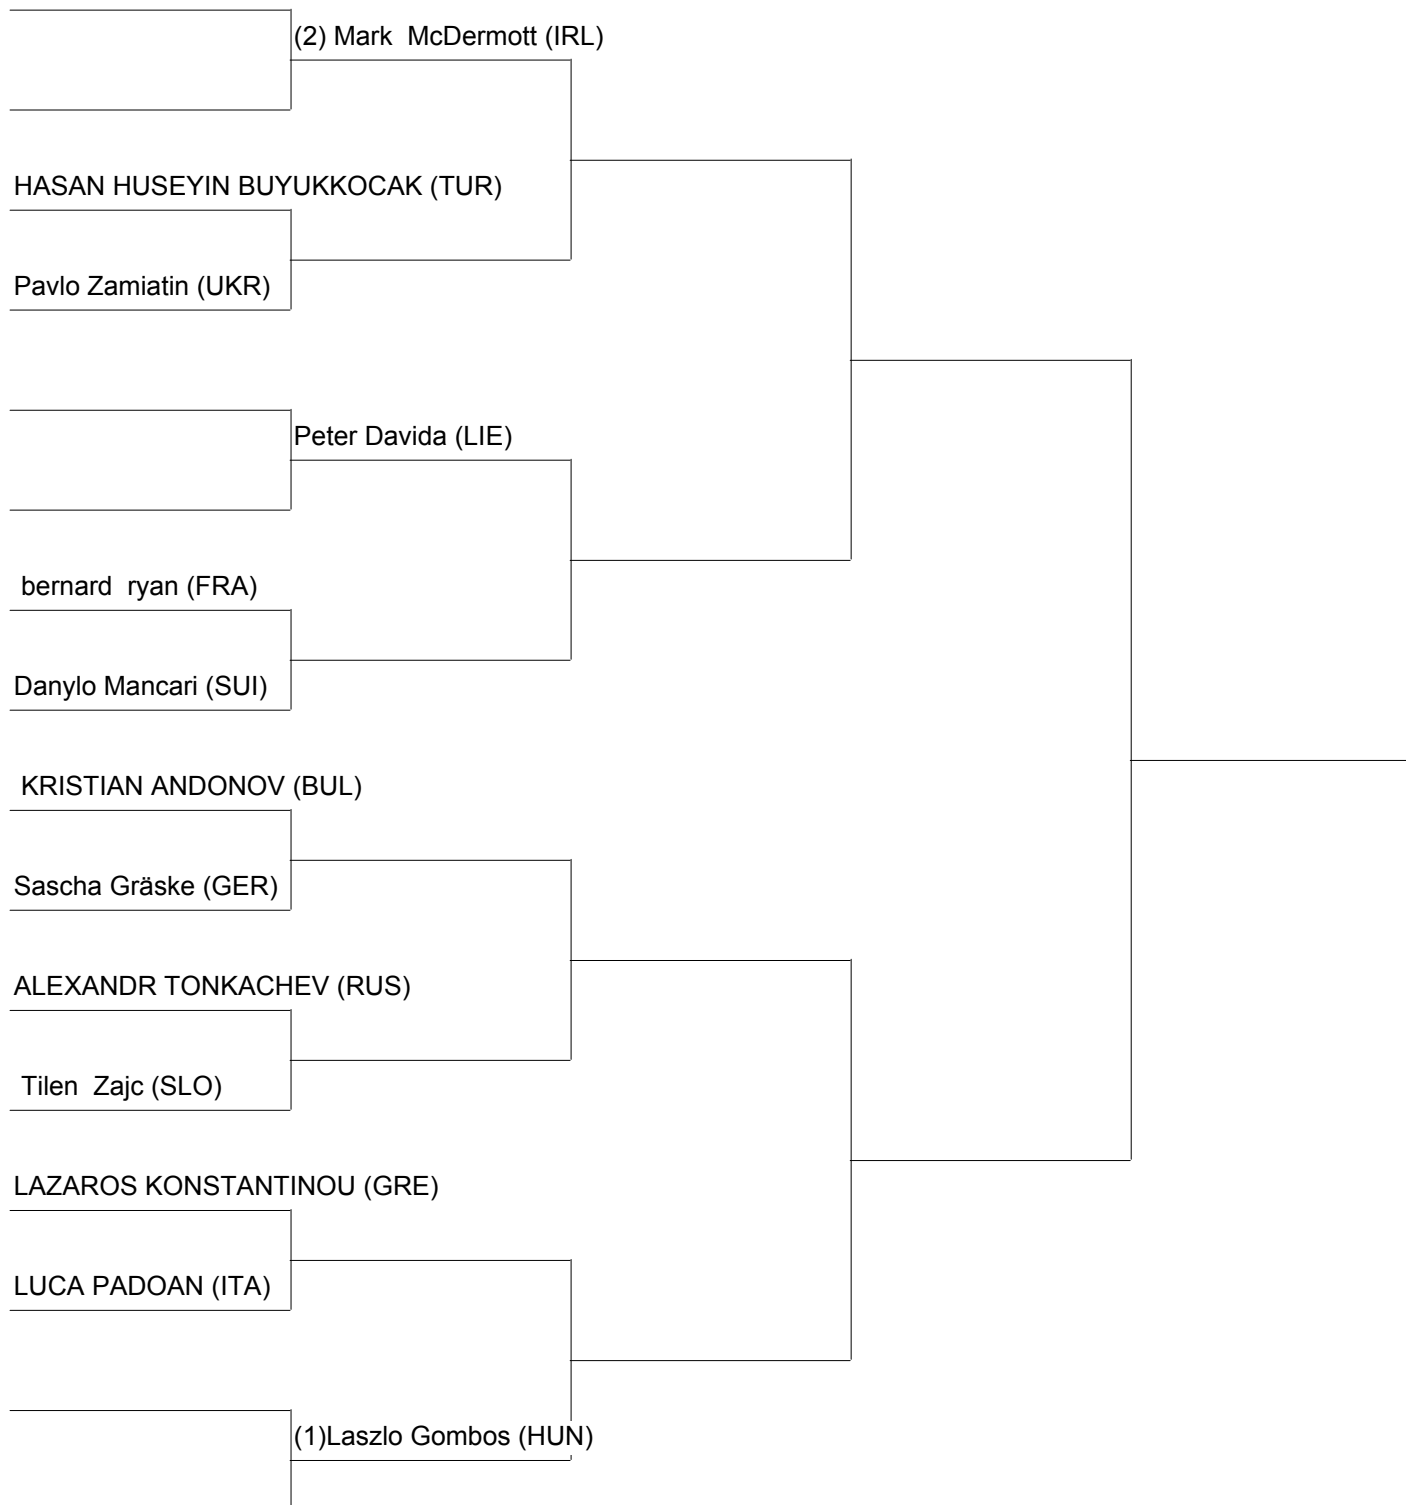 (2) Mark  McDermott (IRL)
HASAN HUSEYIN BUYUKKOCAK (TUR)
Pavlo Zamiatin (UKR)
Peter Davida (LIE)
bernard  ryan (FRA)
Danylo Mancari (SUI)
KRISTIAN ANDONOV (BUL)
Sascha Gräske (GER)
ALEXANDR TONKACHEV (RUS)
Tilen  Zajc (SLO)
LAZAROS KONSTANTINOU (GRE)
LUCA PADOAN (ITA)
(1)Laszlo Gombos (HUN)